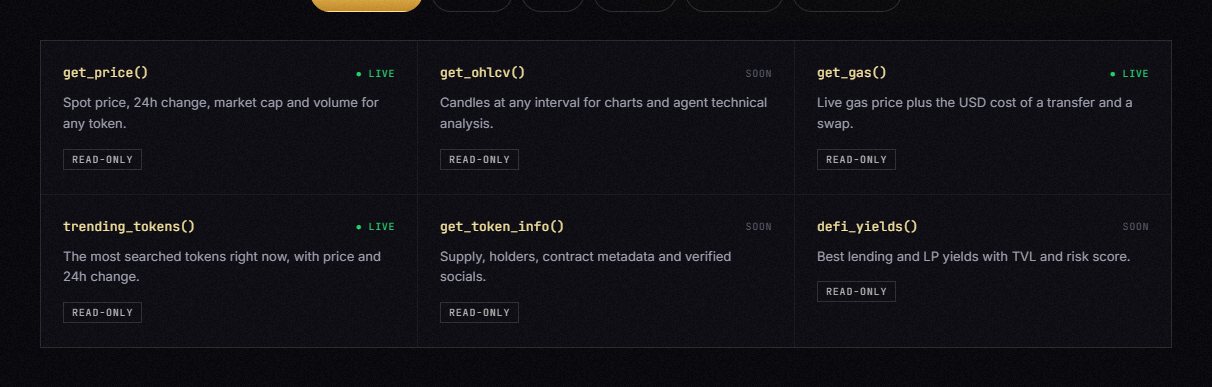 get_price()
● LIVE
Spot price, 24h change, market cap and volume for
any token.
READ-ONLY
get_ohlcv()
SOON
Candles at any interval for charts and agent technical
analysis.
READ-ONLY
get_gas()
● LIVE
Live gas price plus the USD cost of a transfer and a
swap.
READ-ONLY
trending_tokens()
● LIVE
The most searched tokens right now, with price and
24h change.
READ-ONLY
get_token_info()
SOON
Supply, holders, contract metadata and verified
socials.
READ-ONLY
defi_yields()
SOON
Best lending and LP yields with TVL and risk score.
READ-ONLY